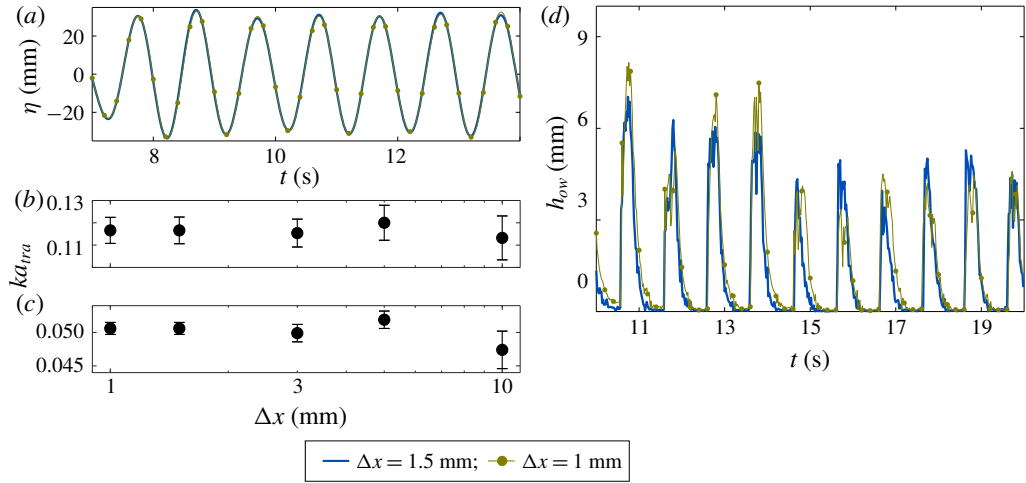 (a)
20
0
−20
η (mm)
8
10
12
t (s)
(b)
0.13
0.11
ka_tra
(c)
0.050
0.045
1
3
10
Δx (mm)
(d)
9
6
3
0
h_ow (mm)
11
13
15
17
19
t (s)
Δx = 1.5 mm; Δx = 1 mm